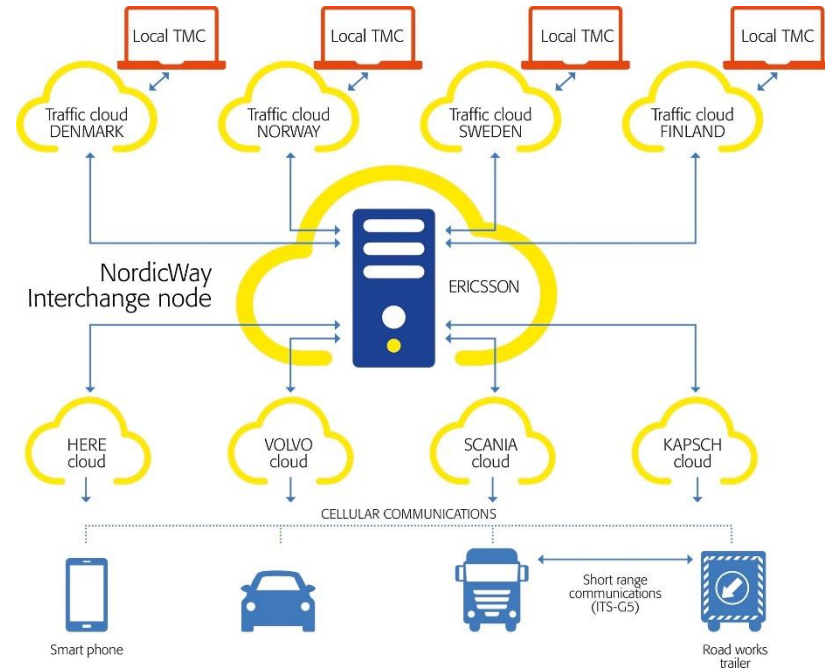 Local TMC
Local TMC
Local TMC
Local TMC
Traffic cloud
DENMARK
Traffic cloud
NORWAY
Traffic cloud
SWEDEN
Traffic cloud
FINLAND
NordicWay
Interchange node
ERICSSON
HERE
cloud
VOLVO
cloud
SCANIA
cloud
KAPSCH
cloud
CELLULAR COMMUNICATIONS
Short range
communications
(ITS-G5)
Smart phone
Road works
trailer